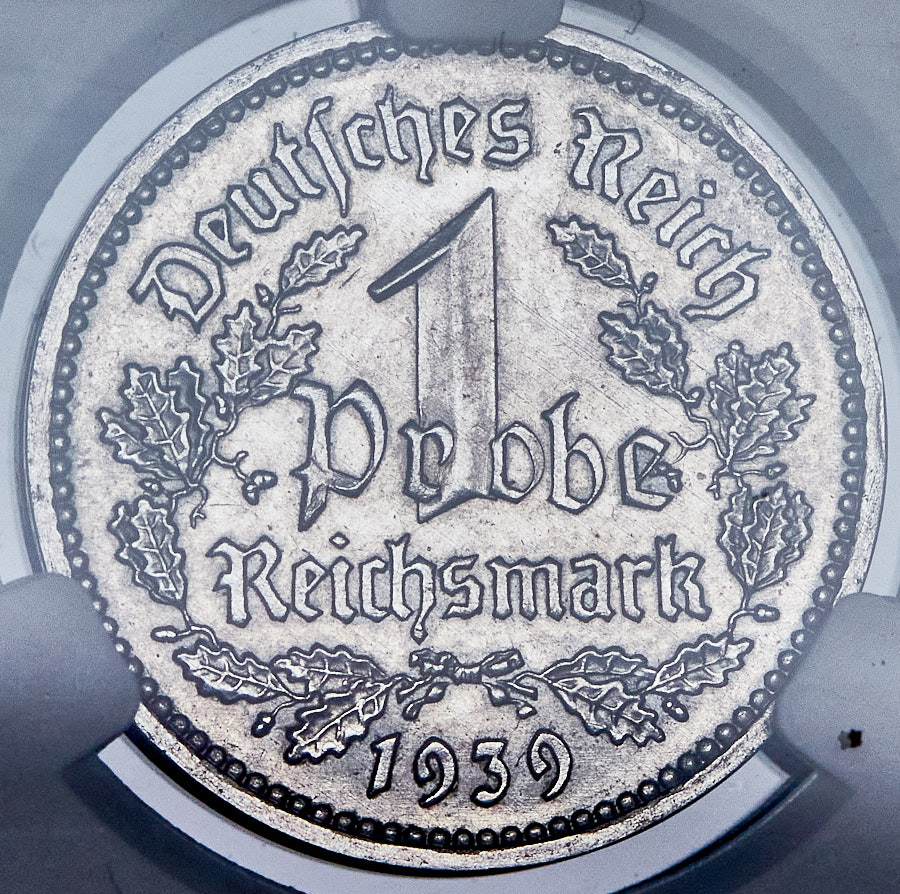 Deutſches Reich
1
Probe
Reichsmark
1939